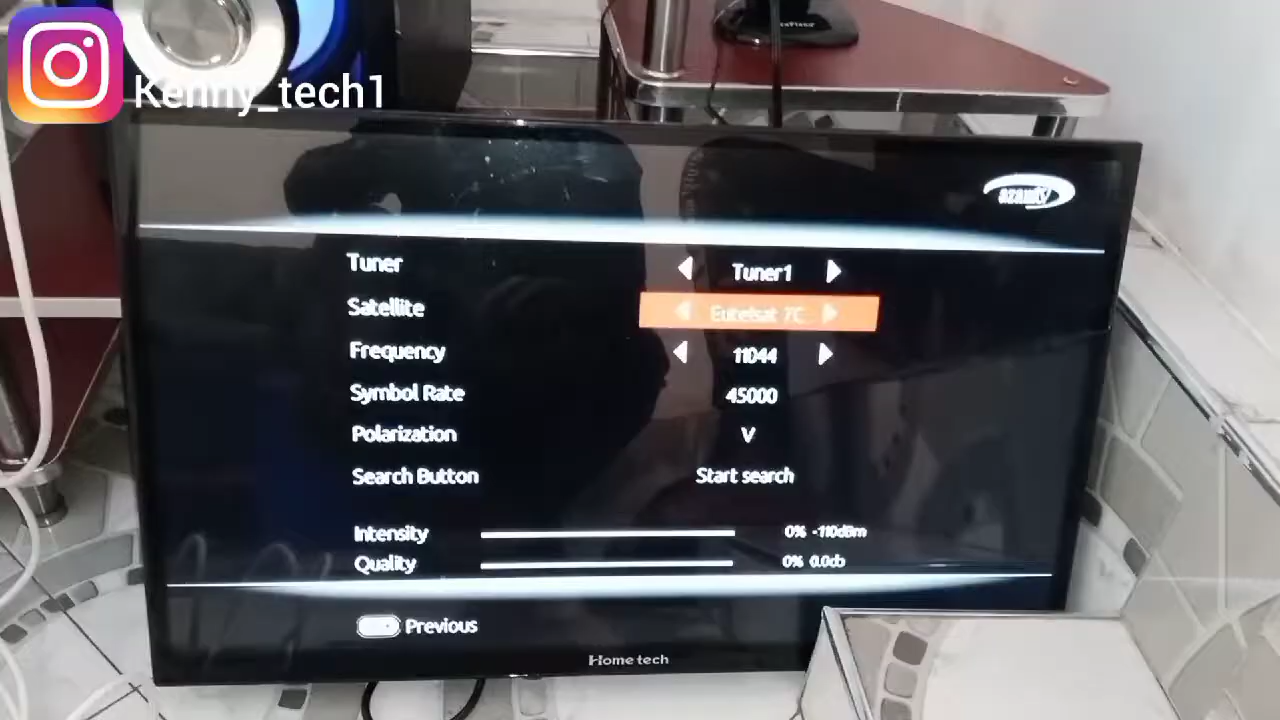 Kenny_tech1
azamtv
Tuner Tuner1
Satellite Eutelsat 7C
Frequency 11044
Symbol Rate 45000
Polarization V
Search Button Start search
Intensity 0% -110dBm
Quality 0% 0.0db
Previous
Home tech